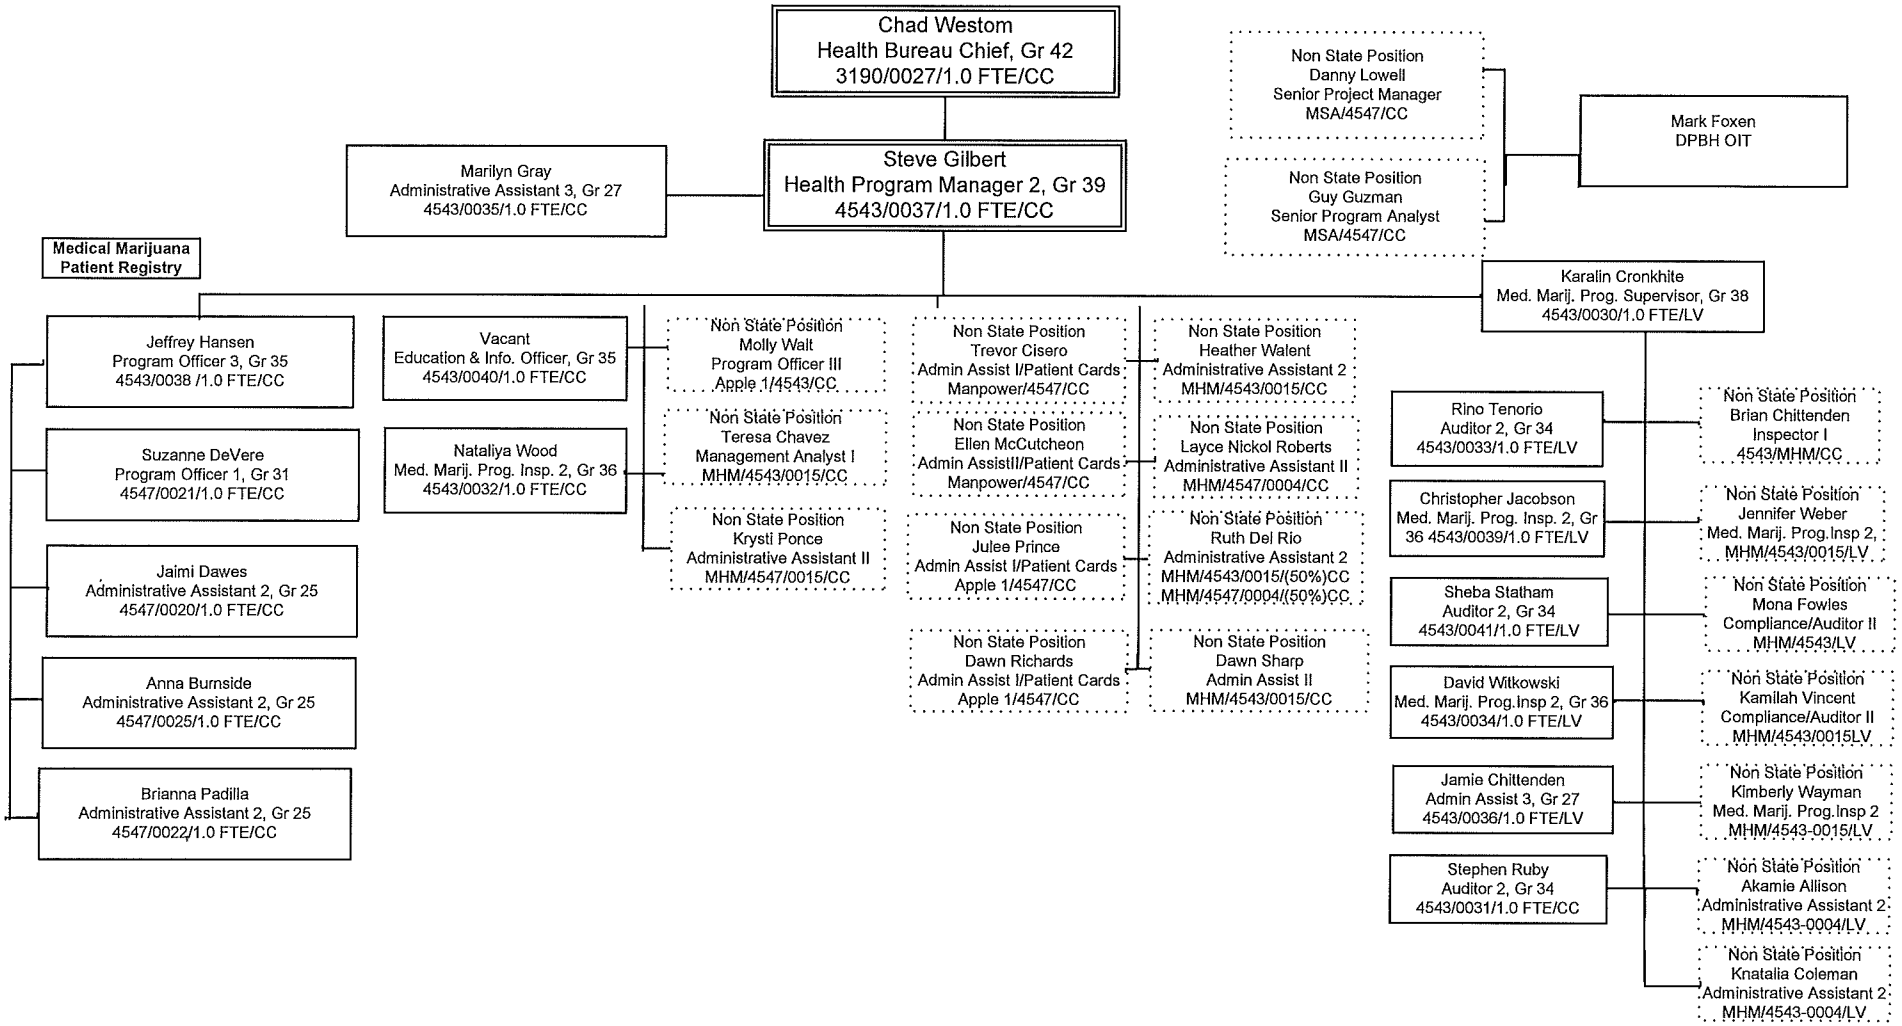 Chad Westom
Health Bureau Chief, Gr 42
3190/0027/1.0 FTE/CC
Non State Position
Danny Lowell
Senior Project Manager
MSA/4547/CC
Mark Foxen
DPBH OIT
Steve Gilbert
Health Program Manager 2, Gr 39
4543/0037/1.0 FTE/CC
Marilyn Gray
Administrative Assistant 3, Gr 27
4543/0035/1.0 FTE/CC
Non State Position
Guy Guzman
Senior Program Analyst
MSA/4547/CC
Medical Marijuana
Patient Registry
Karalin Cronkhite
Med. Marij. Prog. Supervisor, Gr 38
4543/0030/1.0 FTE/LV
Jeffrey Hansen
Program Officer 3, Gr 35
4543/0038 /1.0 FTE/CC
Suzanne DeVere
Program Officer 1, Gr 31
4547/0021/1.0 FTE/CC
Jaimi Dawes
Administrative Assistant 2, Gr 25
4547/0020/1.0 FTE/CC
Anna Burnside
Administrative Assistant 2, Gr 25
4547/0025/1.0 FTE/CC
Brianna Padilla
Administrative Assistant 2, Gr 25
4547/0022/1.0 FTE/CC
Vacant
Education & Info. Officer, Gr 35
4543/0040/1.0 FTE/CC
Nataliya Wood
Med. Marij. Prog. Insp. 2, Gr 36
4543/0032/1.0 FTE/CC
Non State Position
Molly Walt
Program Officer III
Apple 1/4543/CC
Non State Position
Teresa Chavez
Management Analyst I
MHM/4543/0015/CC
Non State Position
Krysti Ponce
Administrative Assistant II
MHM/4547/0015/CC
Non State Position
Trevor Cisero
Admin Assist I/Patient Cards
Manpower/4547/CC
Non State Position
Ellen McCutcheon
Admin AssistII/Patient Cards
Manpower/4547/CC
Non State Position
Julee Prince
Admin Assist I/Patient Cards
Apple 1/4547/CC
Non State Position
Dawn Richards
Admin Assist I/Patient Cards
Apple 1/4547/CC
Non State Position
Heather Walent
Administrative Assistant 2
MHM/4543/0015/CC
Non State Position
Layce Nickol Roberts
Administrative Assistant II
MHM/4547/0004/CC
Non State Position
Ruth Del Rio
Administrative Assistant 2
MHM/4543/0015/(50%)CC
MHM/4547/0004/(50%)CC
Non State Position
Dawn Sharp
Admin Assist II
MHM/4543/0015/CC
Rino Tenorio
Auditor 2, Gr 34
4543/0033/1.0 FTE/LV
Christopher Jacobson
Med. Marij. Prog. Insp. 2, Gr
36 4543/0039/1.0 FTE/LV
Sheba Statham
Auditor 2, Gr 34
4543/0041/1.0 FTE/LV
David Witkowski
Med. Marij. Prog.Insp 2, Gr 36
4543/0034/1.0 FTE/LV
Jamie Chittenden
Admin Assist 3, Gr 27
4543/0036/1.0 FTE/LV
Stephen Ruby
Auditor 2, Gr 34
4543/0031/1.0 FTE/CC
Non State Position
Brian Chittenden
Inspector I
4543/MHM/CC
Non State Position
Jennifer Weber
Med. Marij. Prog.Insp 2,
MHM/4543/0015/LV
Non State Position
Mona Fowles
Compliance/Auditor II
MHM/4543/LV
Non State Position
Kamilah Vincent
Compliance/Auditor II
MHM/4543/0015LV
Non State Position
Kimberly Wayman
Med. Marij. Prog.Insp 2
MHM/4543-0015/LV
Non State Position
Akamie Allison
Administrative Assistant 2
MHM/4543-0004/LV
Non State Position
Knatalia Coleman
Administrative Assistant 2
MHM/4543-0004/LV